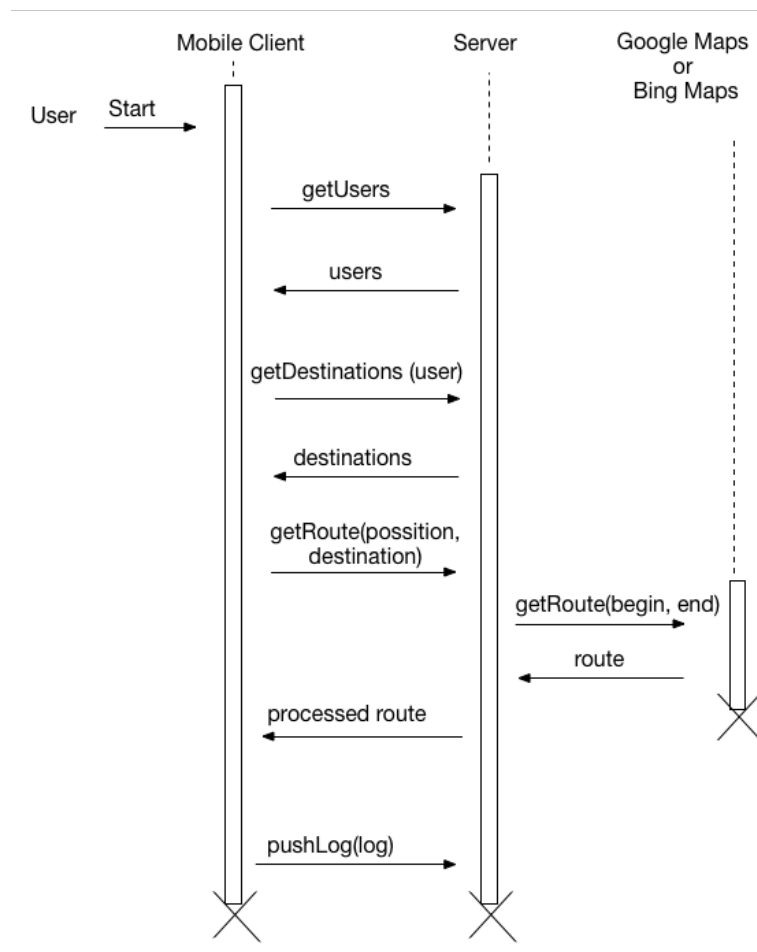 Mobile Client
Server
Google Maps
or
Bing Maps
User
Start
getUsers
users
getDestinations (user)
destinations
getRoute(possition,
destination)
getRoute(begin, end)
route
processed route
pushLog(log)